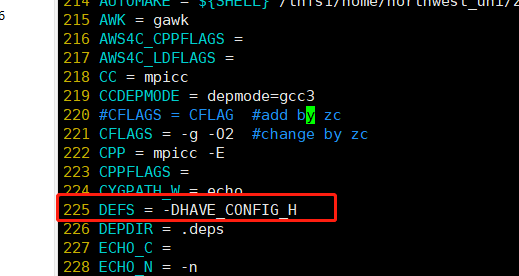 6
214 AUTOMAKE = ${SHELL} /thfs1/home/northwest_uni/z
215 AWK = gawk
216 AWS4C_CPPFLAGS =
217 AWS4C_LDFLAGS =
218 CC = mpicc
219 CCDEPMODE = depmode=gcc3
220 #CFLAGS = CFLAG  #add by zc
221 CFLAGS = -g -O2  #change by zc
222 CPP = mpicc -E
223 CPPFLAGS =
224 CYGPATH_W = echo
225 DEFS = -DHAVE_CONFIG_H
226 DEPDIR = .deps
227 ECHO_C =
228 ECHO_N = -n